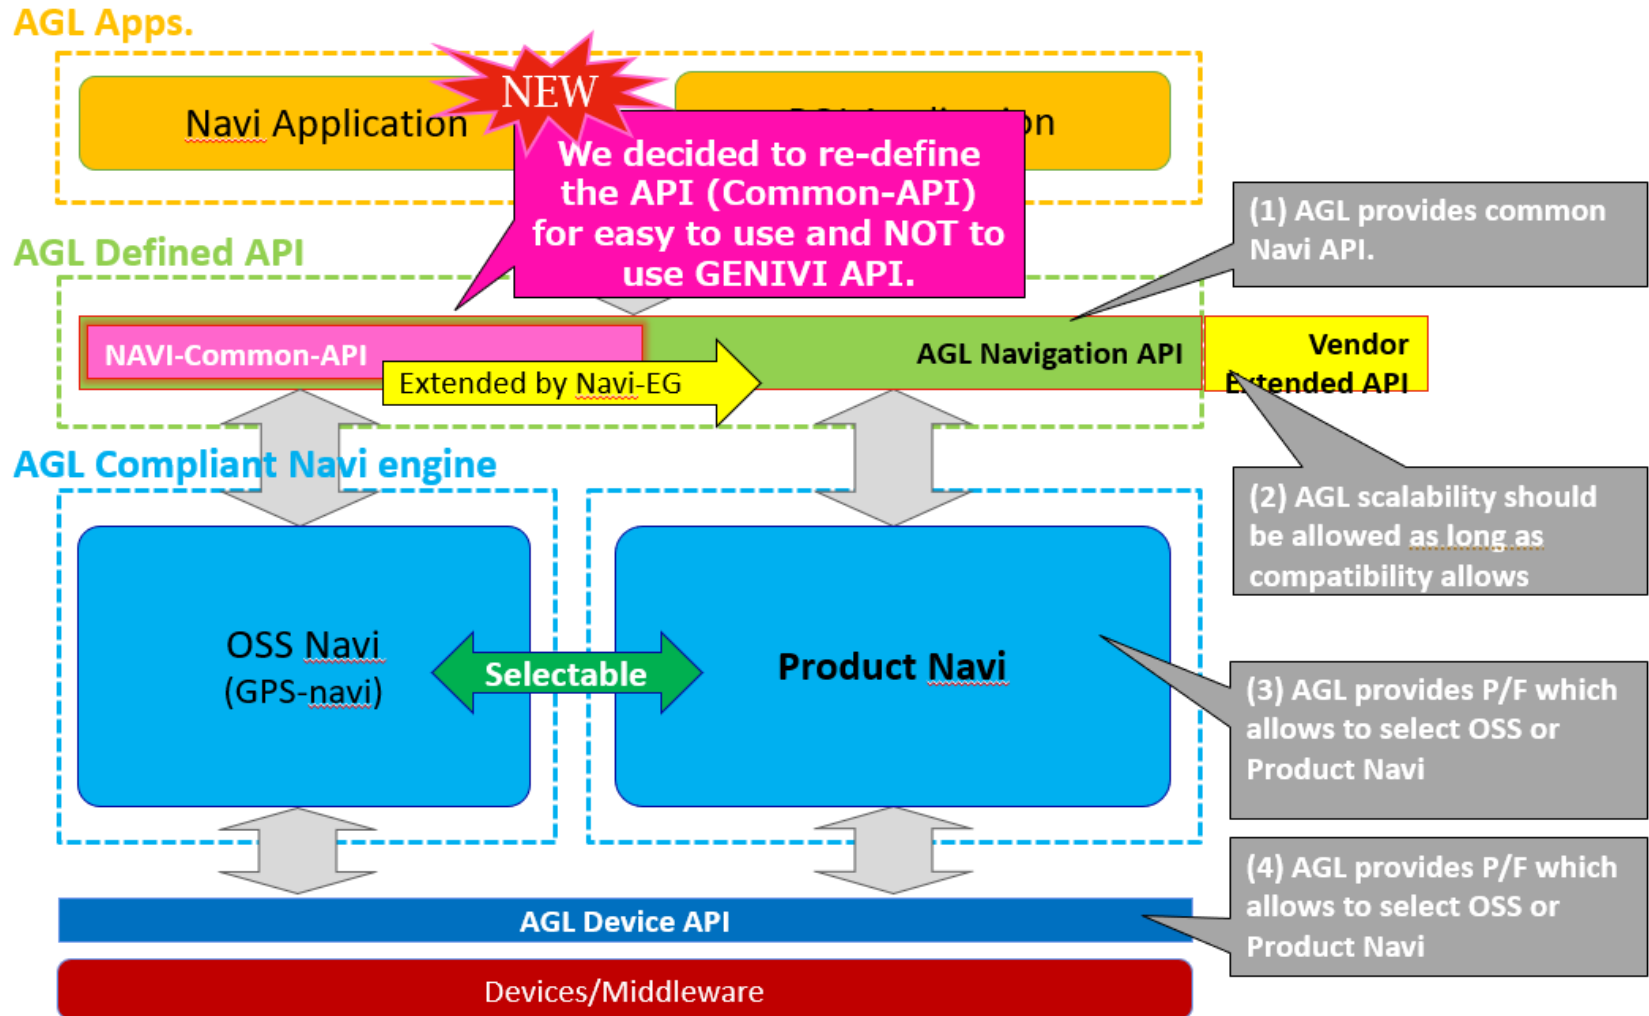 AGL Apps.
Navi Application
NEW
We decided to re-define
the API (Common-API)
for easy to use and NOT to
use GENIVI API.
(1) AGL provides common
Navi API.
AGL Defined API
NAVI-Common-API
Extended by Navi-EG
AGL Navigation API
Vendor
Extended API
AGL Compliant Navi engine
(2) AGL scalability should
be allowed as long as
compatibility allows
OSS Navi
(GPS-navi)
Selectable
Product Navi
(3) AGL provides P/F which
allows to select OSS or
Product Navi
(4) AGL provides P/F which
allows to select OSS or
Product Navi
AGL Device API
Devices/Middleware